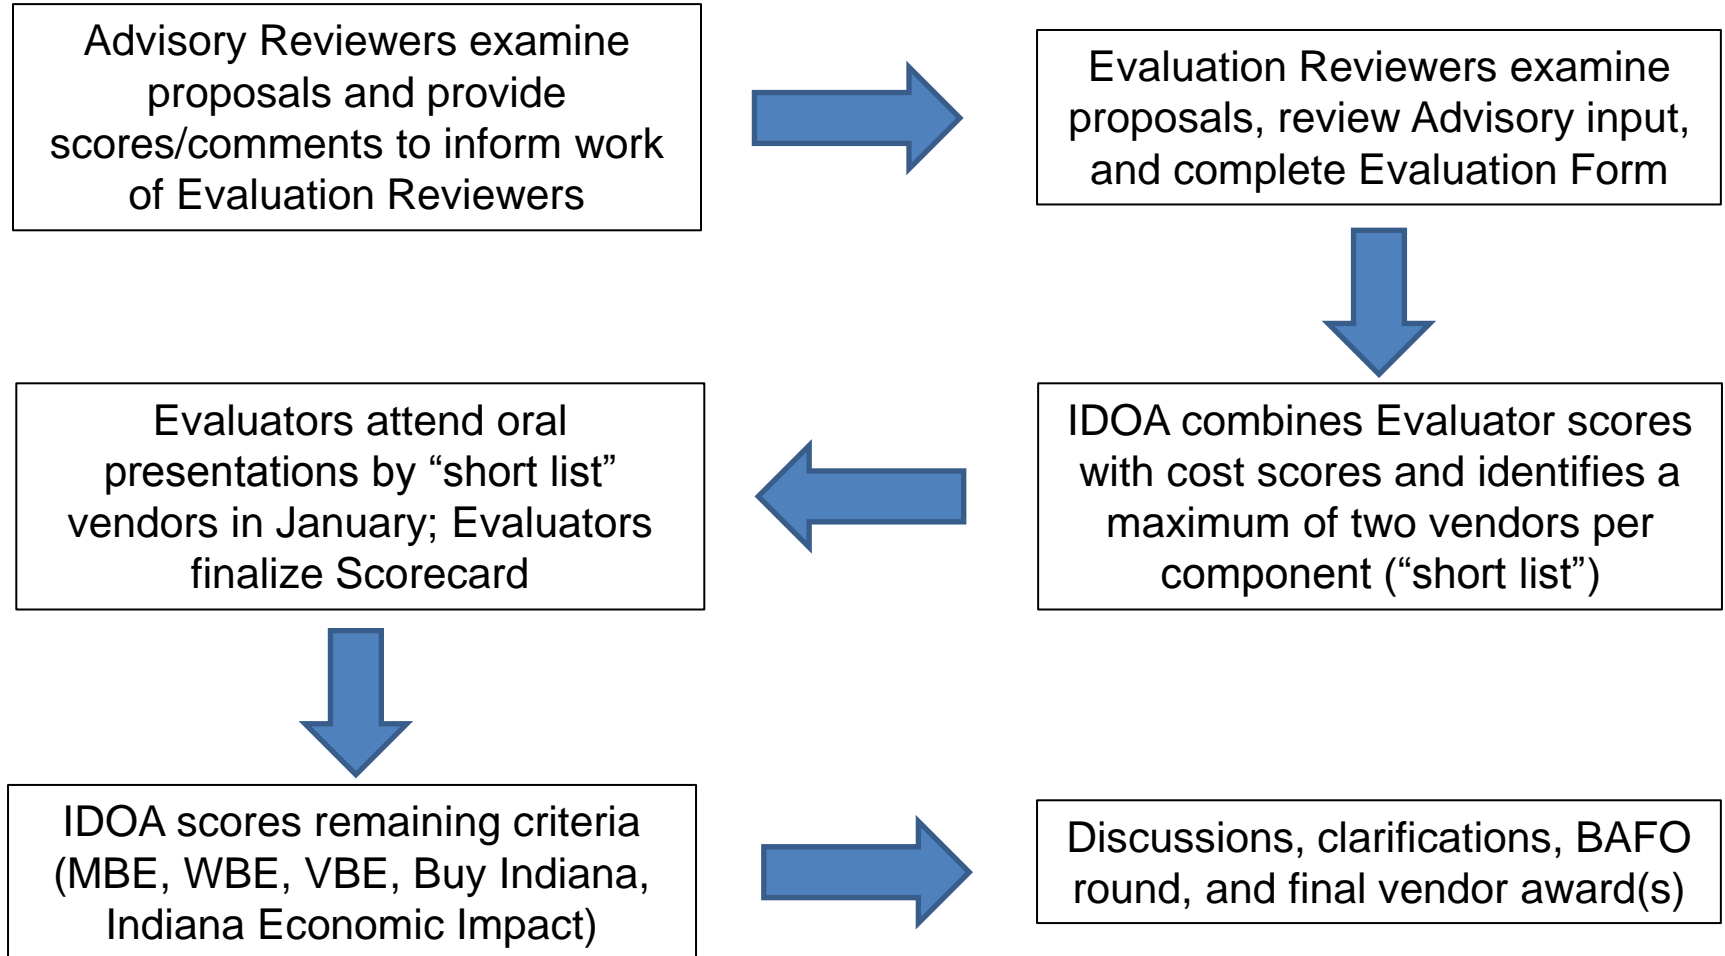 Advisory Reviewers examine
proposals and provide
scores/comments to inform work
of Evaluation Reviewers
Evaluation Reviewers examine
proposals, review Advisory input,
and complete Evaluation Form
IDOA combines Evaluator scores
with cost scores and identifies a
maximum of two vendors per
component (“short list”)
Evaluators attend oral
presentations by “short list”
vendors in January; Evaluators
finalize Scorecard
IDOA scores remaining criteria
(MBE, WBE, VBE, Buy Indiana,
Indiana Economic Impact)
Discussions, clarifications, BAFO
round, and final vendor award(s)